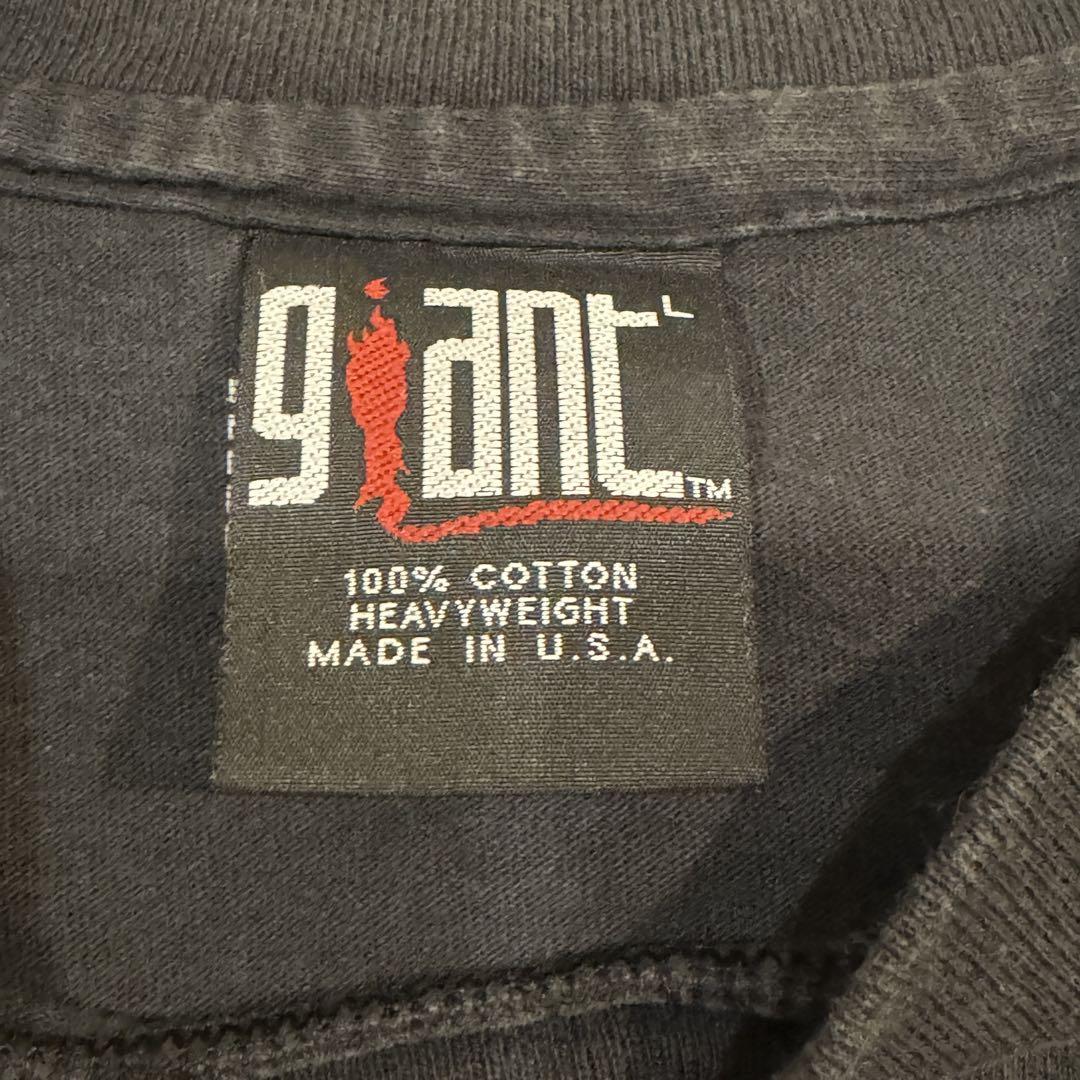 giant L TM
100% COTTON
HEAVYWEIGHT
MADE IN U.S.A.